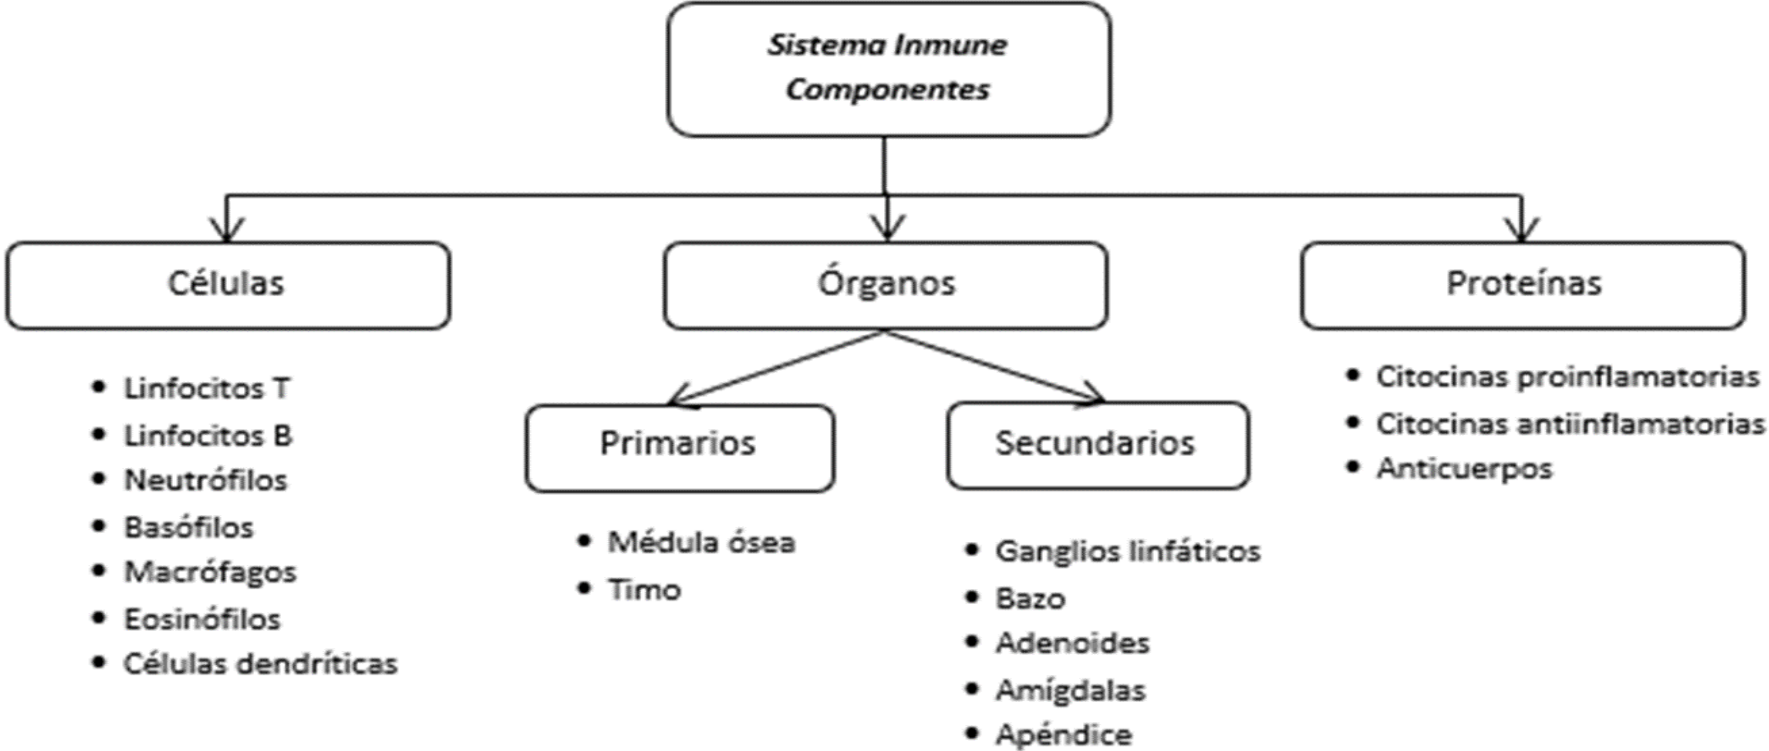 Sistema Inmune
Componentes
Células
Órganos
Proteínas
• Linfocitos T
• Linfocitos B
• Neutrófilos
• Basófilos
• Macrófagos
• Eosinófilos
• Células dendríticas
Primarios
• Médula ósea
• Timo
Secundarios
• Ganglios linfáticos
• Bazo
• Adenoides
• Amígdalas
• Apéndice
• Citocinas proinflamatorias
• Citocinas antiinflamatorias
• Anticuerpos